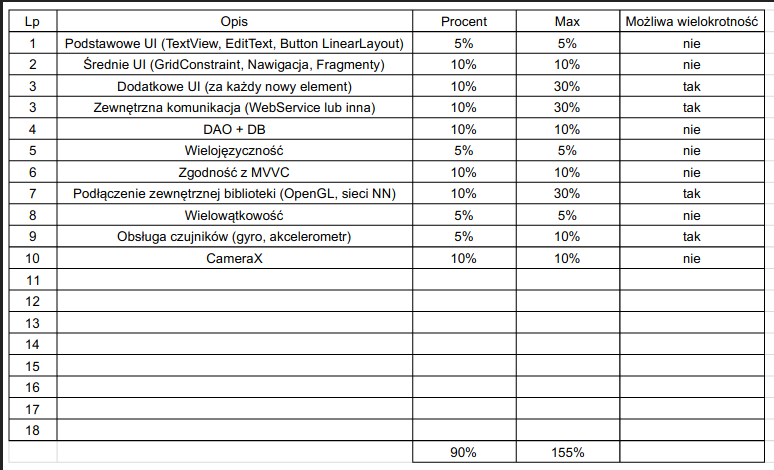 Lp Opis Procent Max Możliwa wielokrotność
1 Podstawowe UI (TextView, EditText, Button LinearLayout) 5% 5% nie
2 Średnie UI (GridConstraint, Nawigacja, Fragmenty) 10% 10% nie
3 Dodatkowe UI (za każdy nowy element) 10% 30% tak
3 Zewnętrzna komunikacja (WebService lub inna) 10% 30% tak
4 DAO + DB 10% 10% nie
5 Wielojęzyczność 5% 5% nie
6 Zgodność z MVVC 10% 10% nie
7 Podłączenie zewnętrznej biblioteki (OpenGL, sieci NN) 10% 30% tak
8 Wielowątkowość 5% 5% nie
9 Obsługa czujników (gyro, akcelerometr) 5% 10% tak
10 CameraX 10% 10% nie
11
12
13
14
15
16
17
18
90% 155%